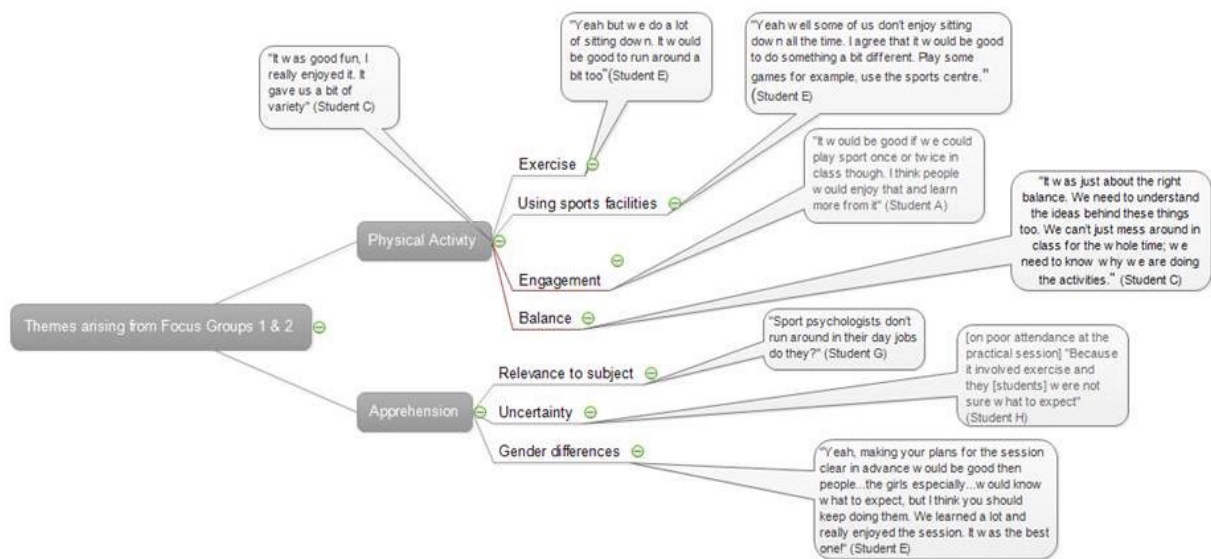 "It was good fun, I
really enjoyed it. It
gave us a bit of
variety" (Student C)
"Yeah but we do a lot
of sitting down. It would
be good to run around a
bit too"(Student E)
"Yeah well some of us don't enjoy sitting
down all the time. I agree that it would be good
to do something a bit different. Play some
games for example, use the sports centre."
(Student E)
"It would be good if we could
play sport once or twice in
class though. I think people
would enjoy that and learn
more from it" (Student A)
"It was just about the right
balance. We need to understand
the ideas behind these things
too. We can't just mess around in
class for the whole time; we
need to know why we are doing
the activities." (Student C)
Exercise
Using sports facilities
Physical Activity
Engagement
Balance
Themes arising from Focus Groups 1 & 2
"Sport psychologists don't
run around in their day jobs
do they?" (Student G)
[on poor attendance at the
practical session] "Because
it involved exercise and
they [students] were not
sure what to expect"
(Student H)
Relevance to subject
Apprehension
Uncertainty
Gender differences
"Yeah, making your plans for the session
clear in advance would be good then
people...the girls especially...would know
what to expect, but I think you should
keep doing them. We learned a lot and
really enjoyed the session. It was the best
one!" (Student E)